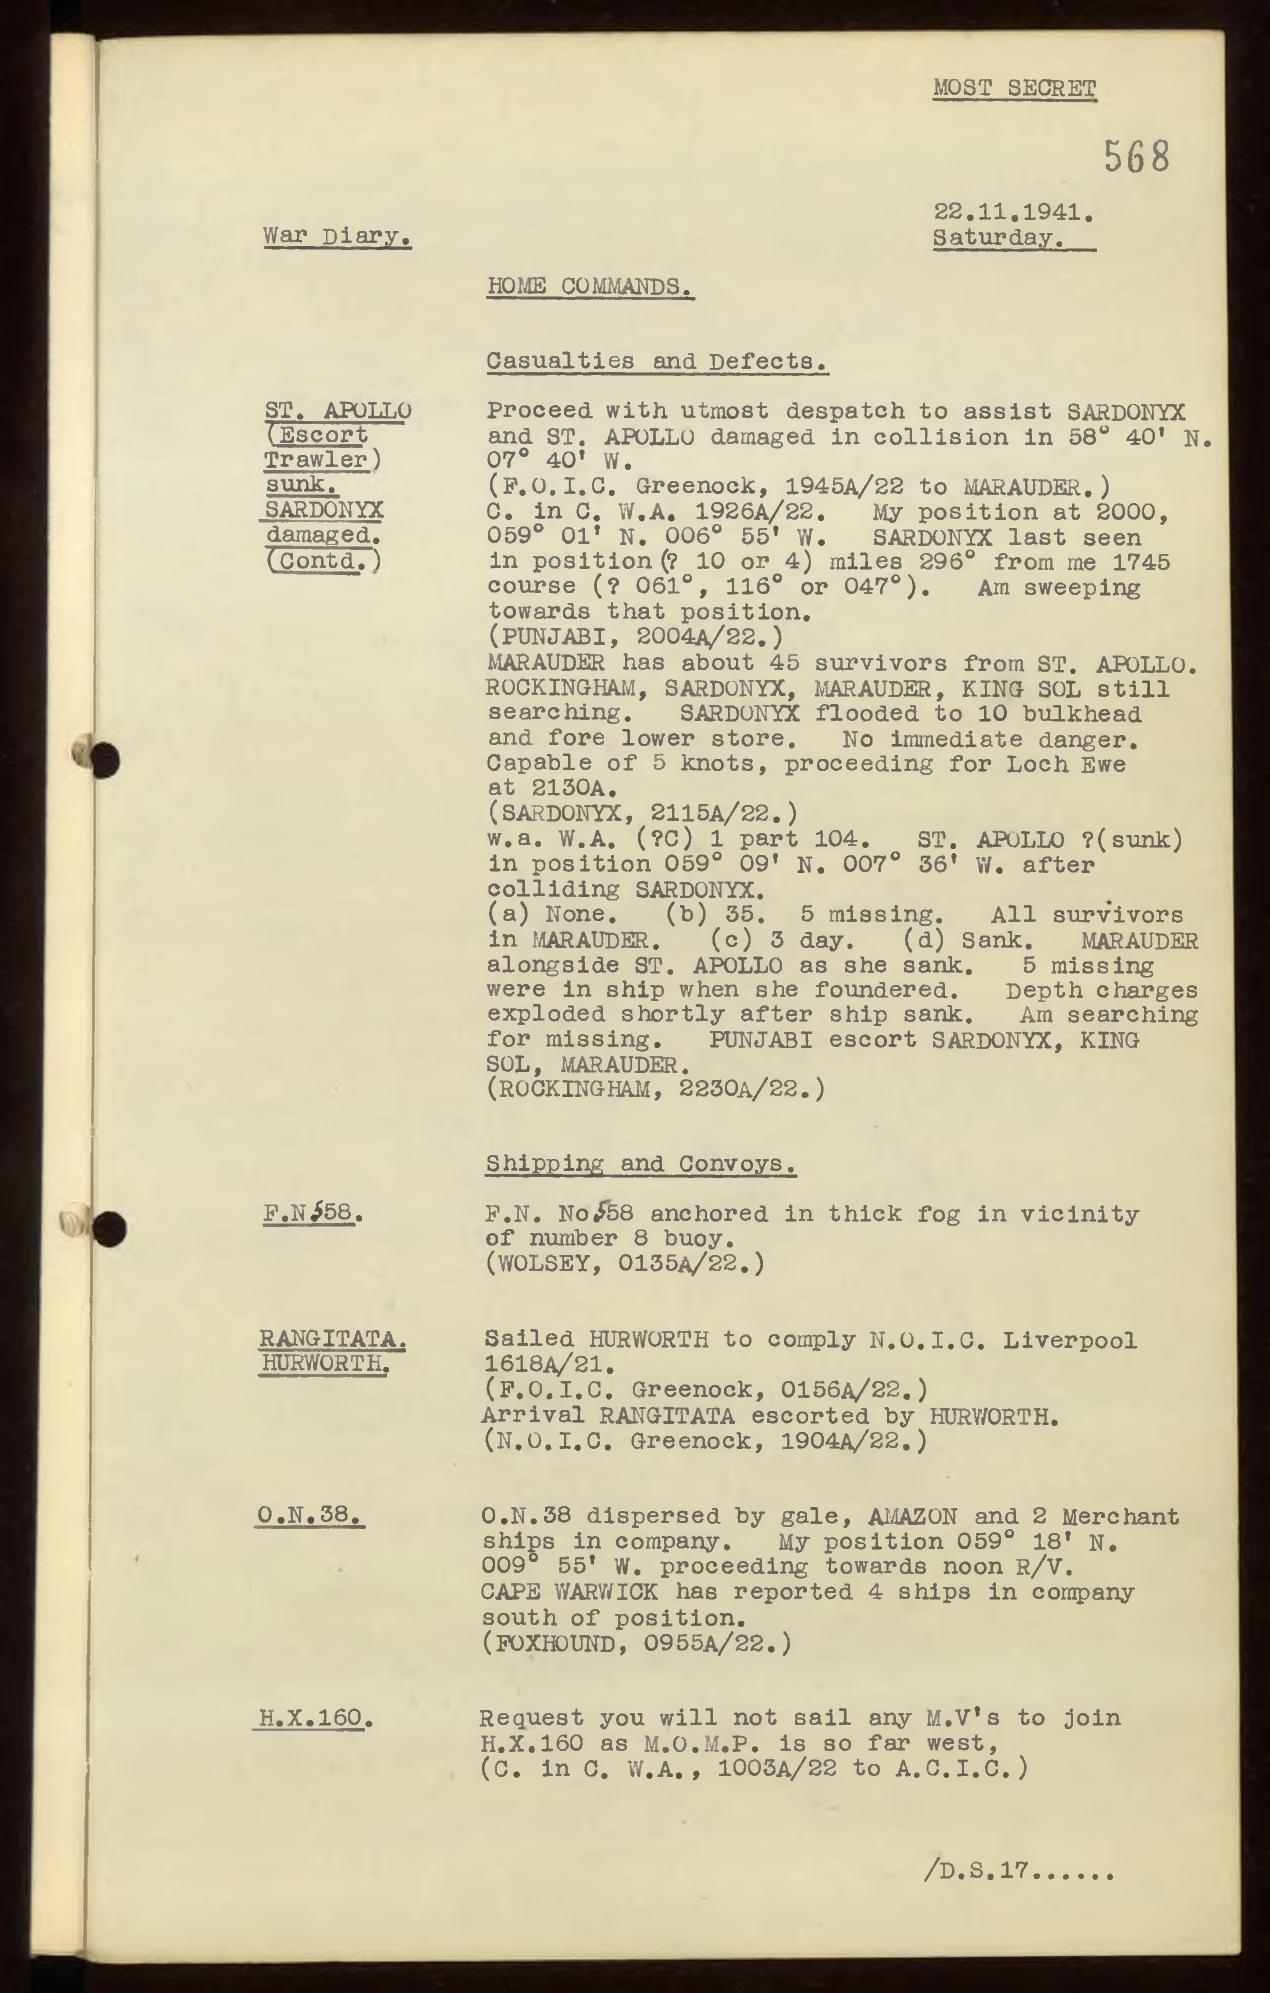 MOST SECRET
568
22.11.1941.
War Diary.
Saturday.
HOME COMMANDS.
Casualties and Defects.
ST. APOLLO
(Escort
Trawler)
sunk.
SARDONYX
damaged.
(Contd.)
Proceed with utmost despatch to assist SARDONYX
and ST. APOLLO damaged in collision in 58° 40' N.
07° 40' W.
(F.O.I.C. Greenock, 1945A/22 to MARAUDER.)
C. in C. W.A. 1926A/22. My position at 2000,
059° 01' N. 006° 55' W. SARDONYX last seen
in position (? 10 or 4) miles 296° from me 1745
course (? 061°, 116° or 047°). Am sweeping
towards that position.
(PUNJABI, 2004A/22.)
MARAUDER has about 45 survivors from ST. APOLLO.
ROCKINGHAM, SARDONYX, MARAUDER, KING SOL still
searching. SARDONYX flooded to 10 bulkhead
and fore lower store. No immediate danger.
Capable of 5 knots, proceeding for Loch Ewe
at 2130A.
(SARDONYX, 2115A/22.)
w.a. W.A. (?C) 1 part 104. ST. APOLLO ?(sunk)
in position 059° 09' N. 007° 36' W. after
colliding SARDONYX.
(a) None. (b) 35. 5 missing. All survivors
in MARAUDER. (c) 3 day. (d) Sank. MARAUDER
alongside ST. APOLLO as she sank. 5 missing
were in ship when she foundered. Depth charges
exploded shortly after ship sank. Am searching
for missing. PUNJABI escort SARDONYX, KING
SOL, MARAUDER.
(ROCKINGHAM, 2230A/22.)
Shipping and Convoys.
F.N 558.
F.N. No 558 anchored in thick fog in vicinity
of number 8 buoy.
(WOLSEY, 0135A/22.)
RANGITATA.
HURWORTH.
Sailed HURWORTH to comply N.O.I.C. Liverpool
1618A/21.
(F.O.I.C. Greenock, 0156A/22.)
Arrival RANGITATA escorted by HURWORTH.
(N.O.I.C. Greenock, 1904A/22.)
O.N.38.
O.N.38 dispersed by gale, AMAZON and 2 Merchant
ships in company. My position 059° 18' N.
009° 55' W. proceeding towards noon R/V.
CAPE WARWICK has reported 4 ships in company
south of position.
(FOXHOUND, 0955A/22.)
H.X.160.
Request you will not sail any M.V's to join
H.X.160 as M.O.M.P. is so far west,
(C. in C. W.A., 1003A/22 to A.C.I.C.)
/D.S.17......